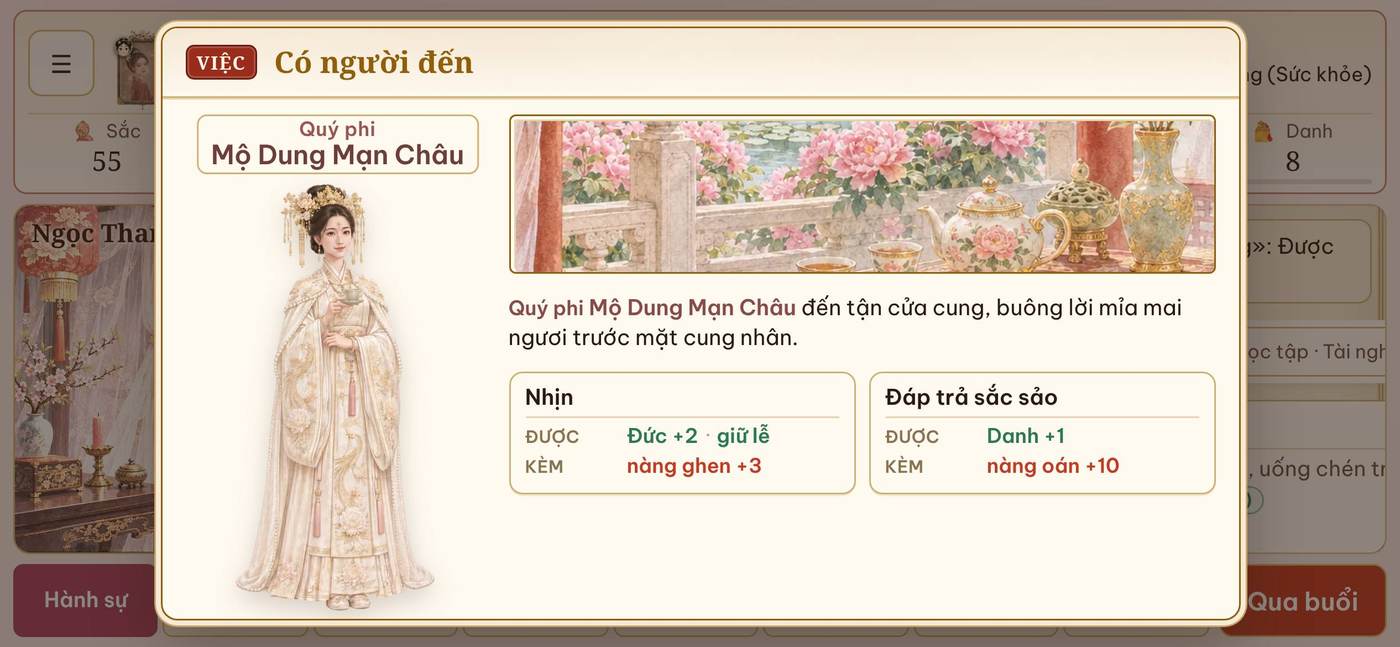 VIỆC Có người đến
ng (Sức khỏe)
Sắc
55
Danh
8
Quý phi
Mộ Dung Mạn Châu
Ngọc
Quý phi Mộ Dung Mạn Châu đến tận cửa cung, buông lời mỉa mai
ngươi trước mặt cung nhân.
»: Được
ọc tập · Tài ngh
Nhịn
ĐƯỢC Đức +2 · giữ lễ
KÈM nàng ghen +3
Đáp trả sắc sảo
ĐƯỢC Danh +1
KÈM nàng oán +10
, uống chén
Hành sự
Qua buổi